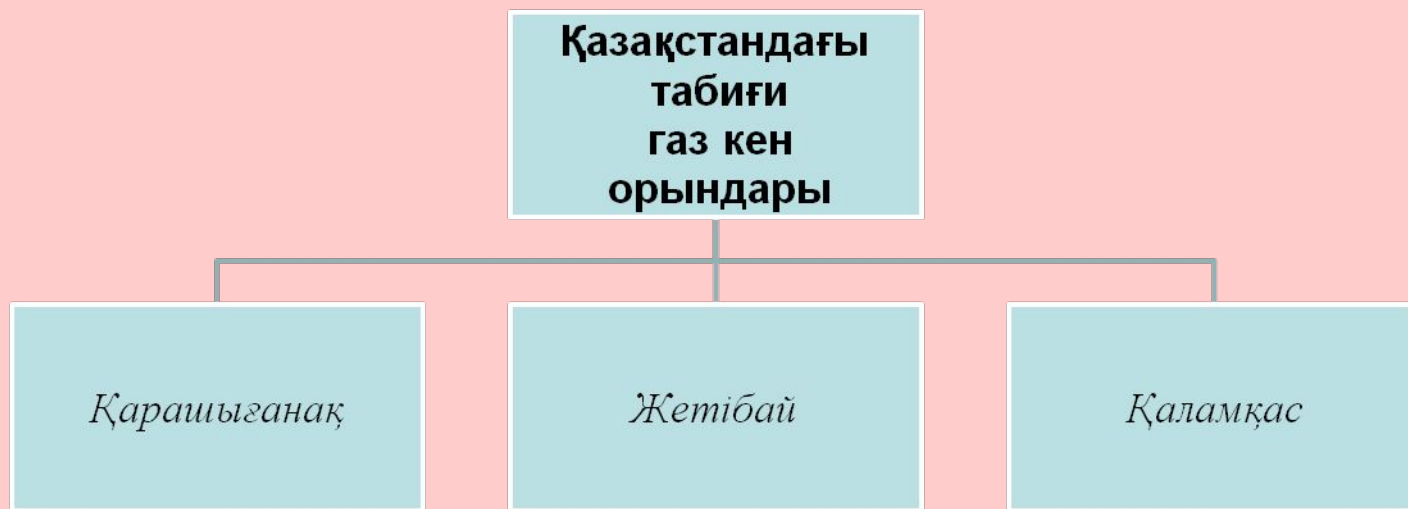 Қазақстандағы
табиғи
газ кен
орындары
Қарашығанақ
Жетібай
Қаламқас